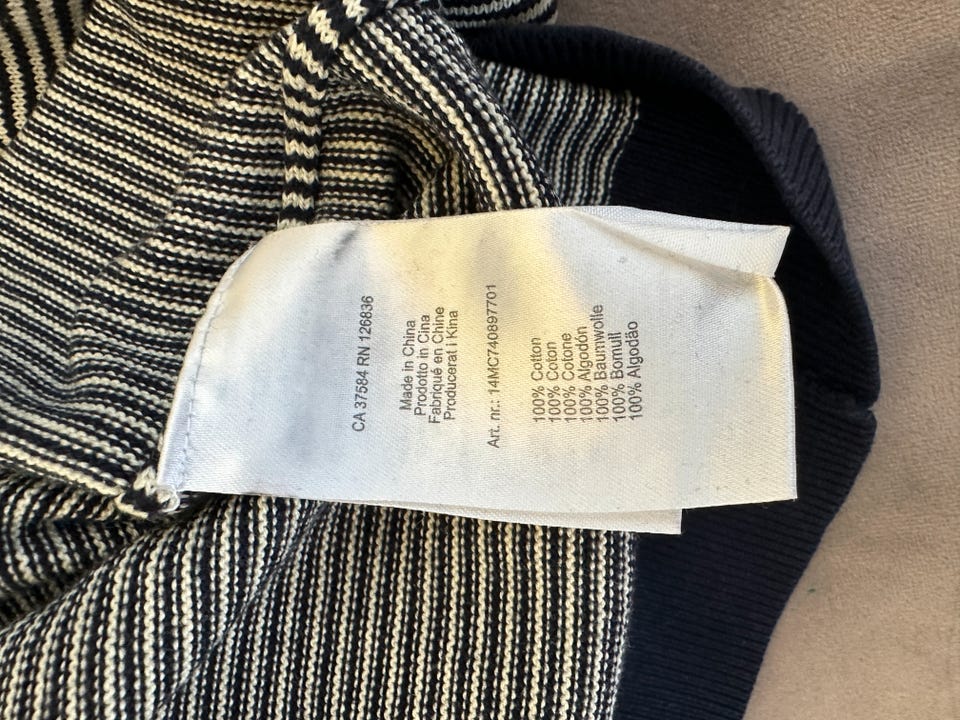 CA 37584 RN 126836
Made in China
Prodotto in Cina
Fabriqué en Chine
Producerat i Kina
Art. nr.: 14MC740897701
100% Cotton
100% Coton
100% Cotone
100% Algodón
100% Baumwolle
100% Bomull
100% Algodão